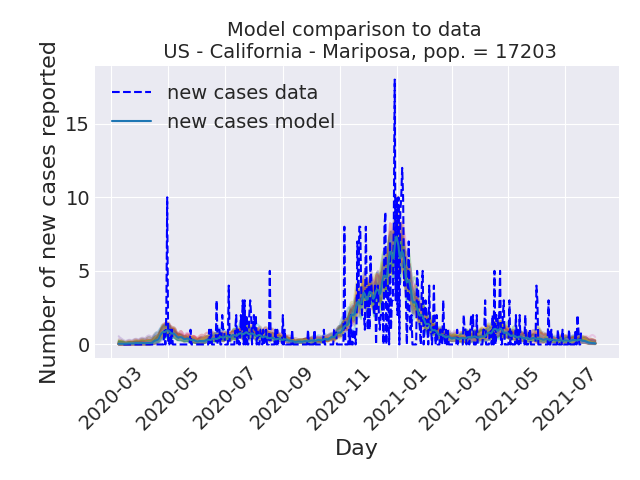 Model comparison to data
US - California - Mariposa, pop. = 17203
Number of new cases reported
new cases data
new cases model
15
10
5
0
2020-03
2020-05
2020-07
2020-09
2020-11
2021-01
2021-03
2021-05
2021-07
Day